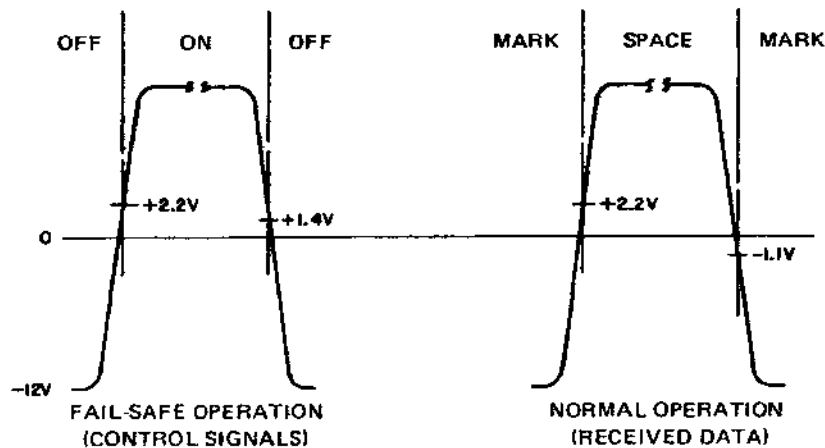 OFF ON OFF
MARK SPACE MARK
+2.2V
+1.4V
+2.2V
-1.1V
0
-12V
FAIL-SAFE OPERATION
(CONTROL SIGNALS)
NORMAL OPERATION
(RECEIVED DATA)